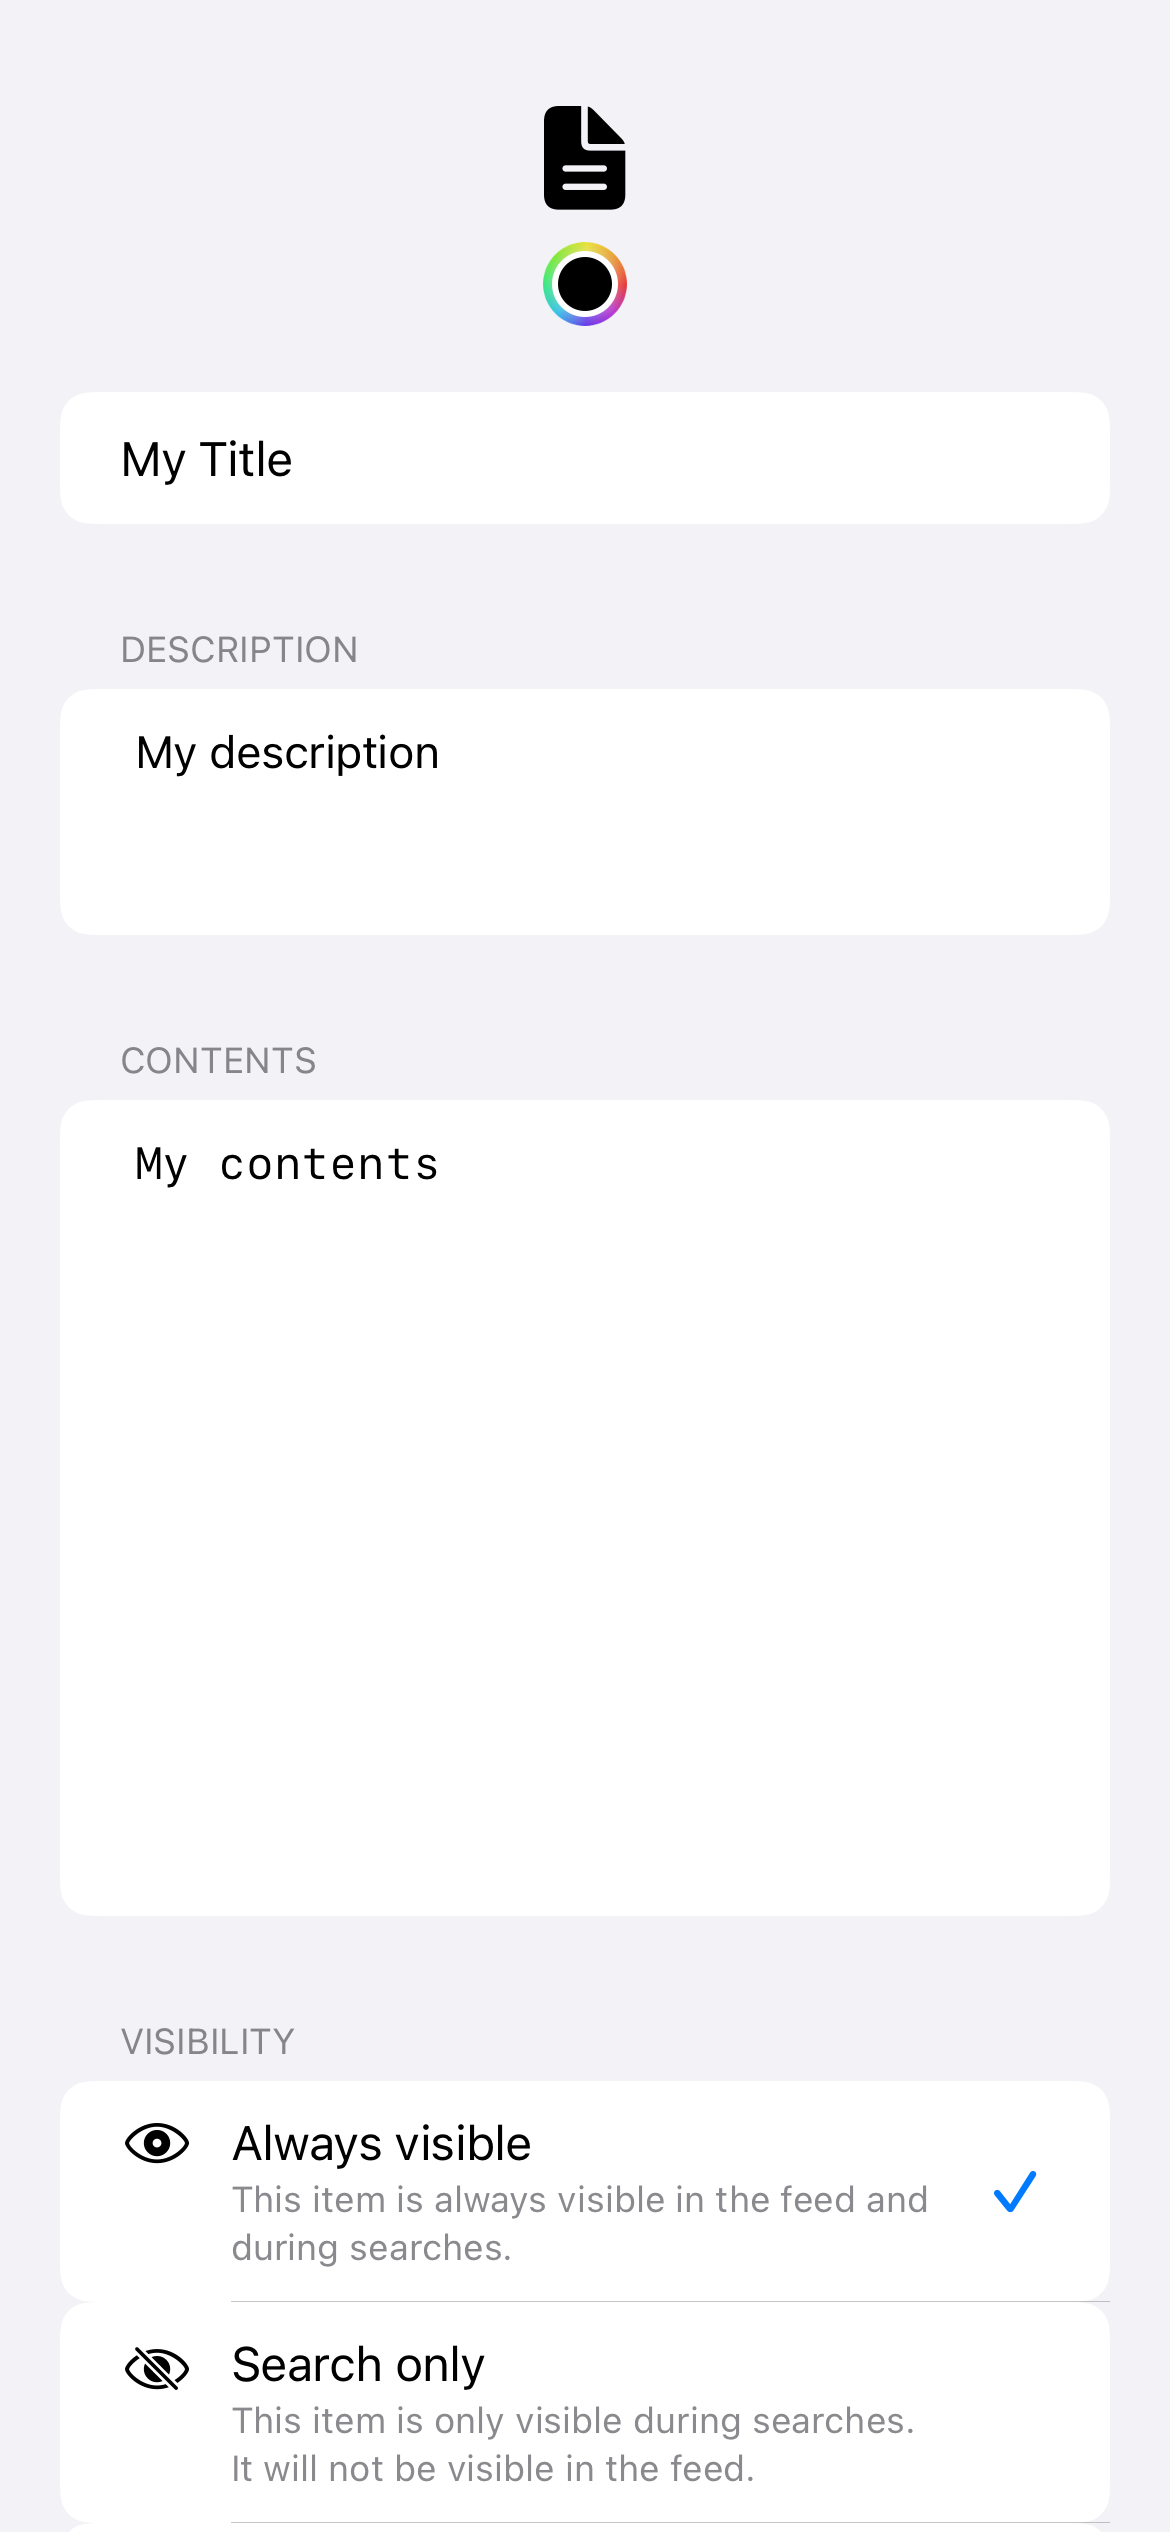 My Title
DESCRIPTION
My description
CONTENTS
My contents
VISIBILITY
Always visible
This item is always visible in the feed and
during searches.
Search only
This item is only visible during searches.
It will not be visible in the feed.